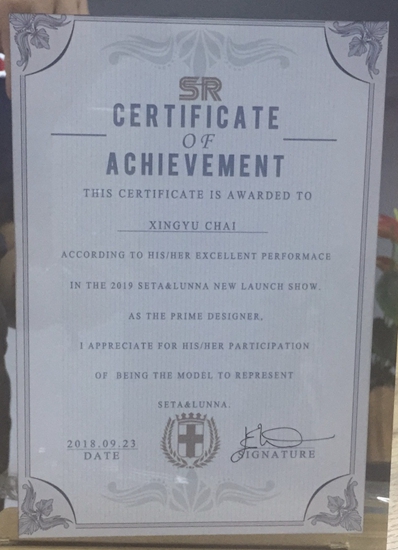 SR
CERTIFICATE
OF
ACHIEVEMENT
THIS CERTIFICATE IS AWARDED TO
XINGYU CHAI
ACCORDING TO HIS/HER EXCELLENT PERFORMACE
IN THE 2019 SETA&LUNNA NEW LAUNCH SHOW.
AS THE PRIME DESIGNER,
I APPRECIATE FOR HIS/HER PARTICIPATION
OF BEING THE MODEL TO REPRESENT
SETA&LUNNA.
2018.09.23
DATE
SIGNATURE